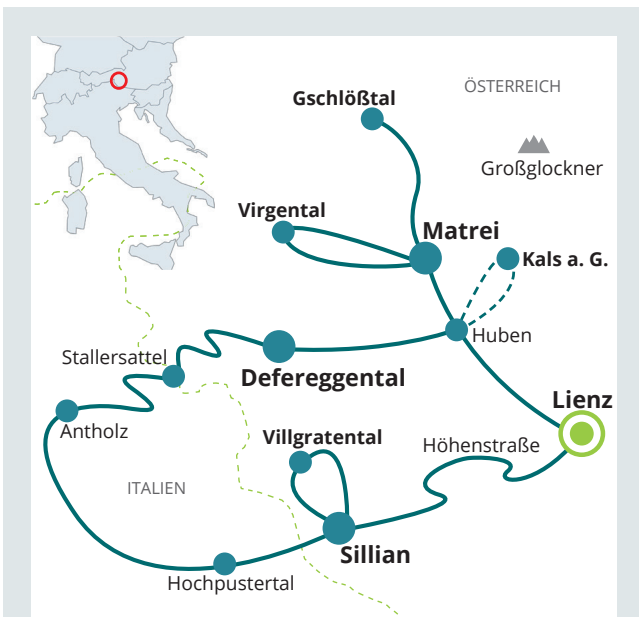 ÖSTERREICH
Gschlößtal
Großglockner
Virgental
Matrei
Kals a. G.
Huben
Stallersattel
Defereggental
Lienz
Antholz
Villgratental
Höhenstraße
ITALIEN
Sillian
Hochpustertal